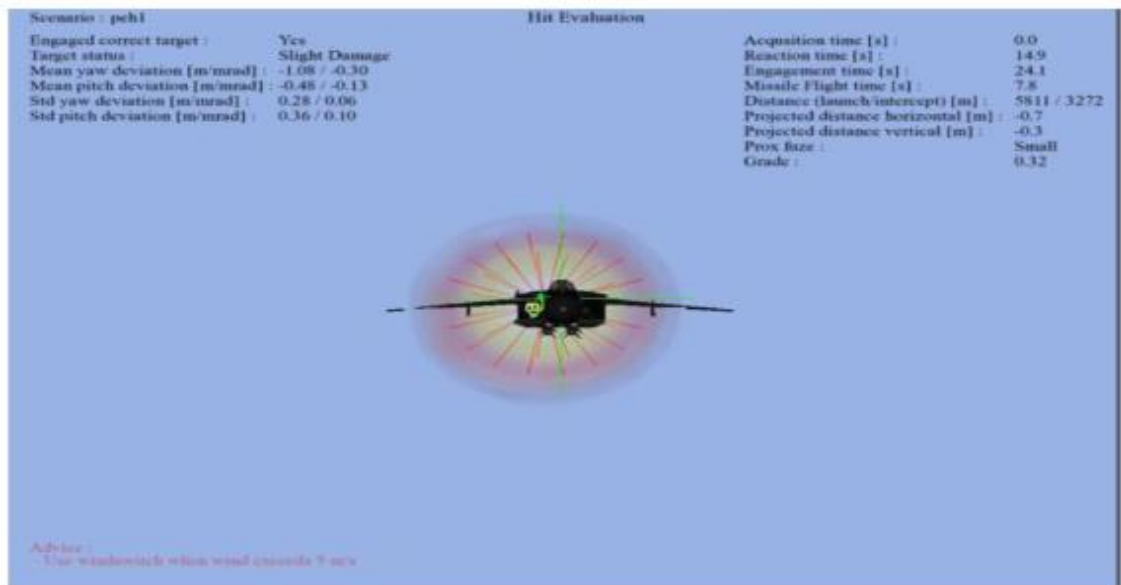 Scenario : peh1
Hit Evaluation
Engaged correct target : Yes
Target status : Slight Damage
Mean yaw deviation [m/mrad] : -1.08 / -0.30
Mean pitch deviation [m/mrad] : -0.48 / -0.13
Std yaw deviation [m/mrad] : 0.28 / 0.06
Std pitch deviation [m/mrad] : 0.36 / 0.10
Acqusition time [s] : 0.0
Reaction time [s] : 14.9
Engagement time [s] : 24.1
Missile Flight time [s] : 7.8
Distance (launch/intercept) [m] : 5811 / 3272
Projected distance horizontal [m] : -0.7
Projected distance vertical [m] : -0.3
Prox fuze : Small
Grade : 0.32
Advice :
- Use windswitch when wind exceeds 9 m/s